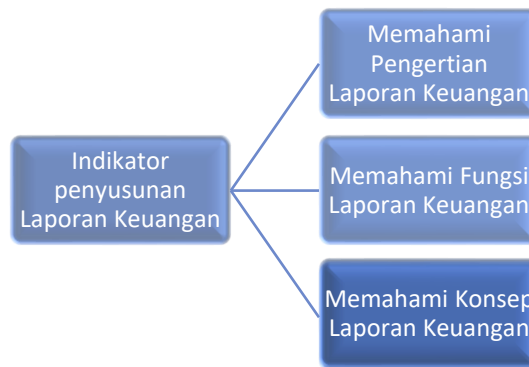 Indikator
penyusunan
Laporan Keuangan
Memahami
Pengertian
Laporan Keuangan
Memahami Fungsi
Laporan Keuangan
Memahami Konsep
Laporan Keuangan